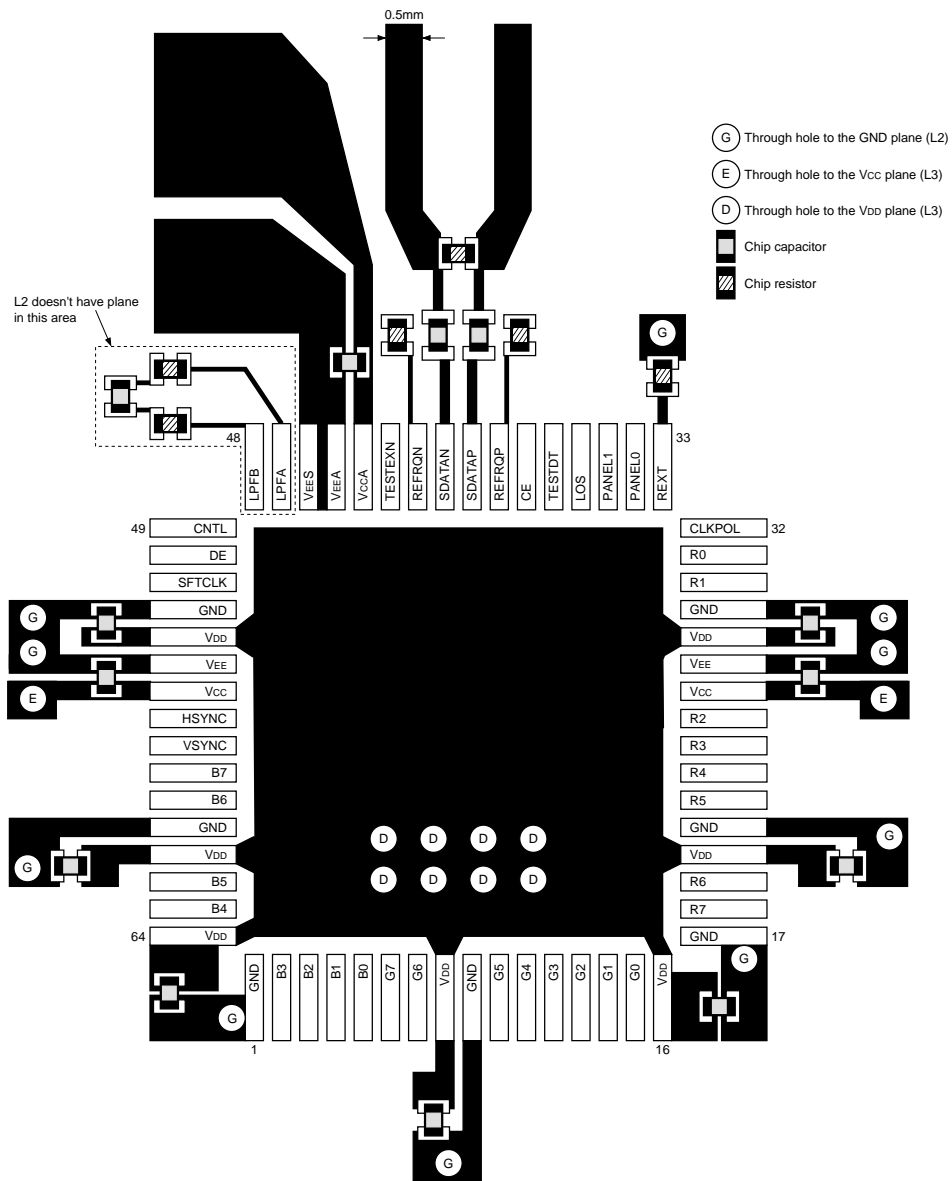 0.5mm
G Through hole to the GND plane (L2)
E Through hole to the VCC plane (L3)
D Through hole to the VDD plane (L3)
Chip capacitor
Chip resistor
L2 doesn't have plane
in this area
G
48
33
LPFB
LPFA
VEES
VEEA
VCCA
TESTEXN
REFRQN
SDATAN
SDATAP
REFRQP
CE
TESTDT
LOS
PANEL1
PANEL0
REXT
49 CNTL
DE
SFTCLK
G GND
VDD
G VEE
E VCC
HSYNC
VSYNC
B7
B6
GND
G VDD
B5
B4
64 VDD
CLKPOL 32
R0
R1
GND G
VDD
VEE G
VCC E
R2
R3
R4
R5
GND G
VDD
R6
R7
GND 17
D D D D
D D D D
G
G
GND
B3
B2
B1
B0
G7
G6
VDD
GND
G5
G4
G3
G2
G1
G0
VDD
1
16
G